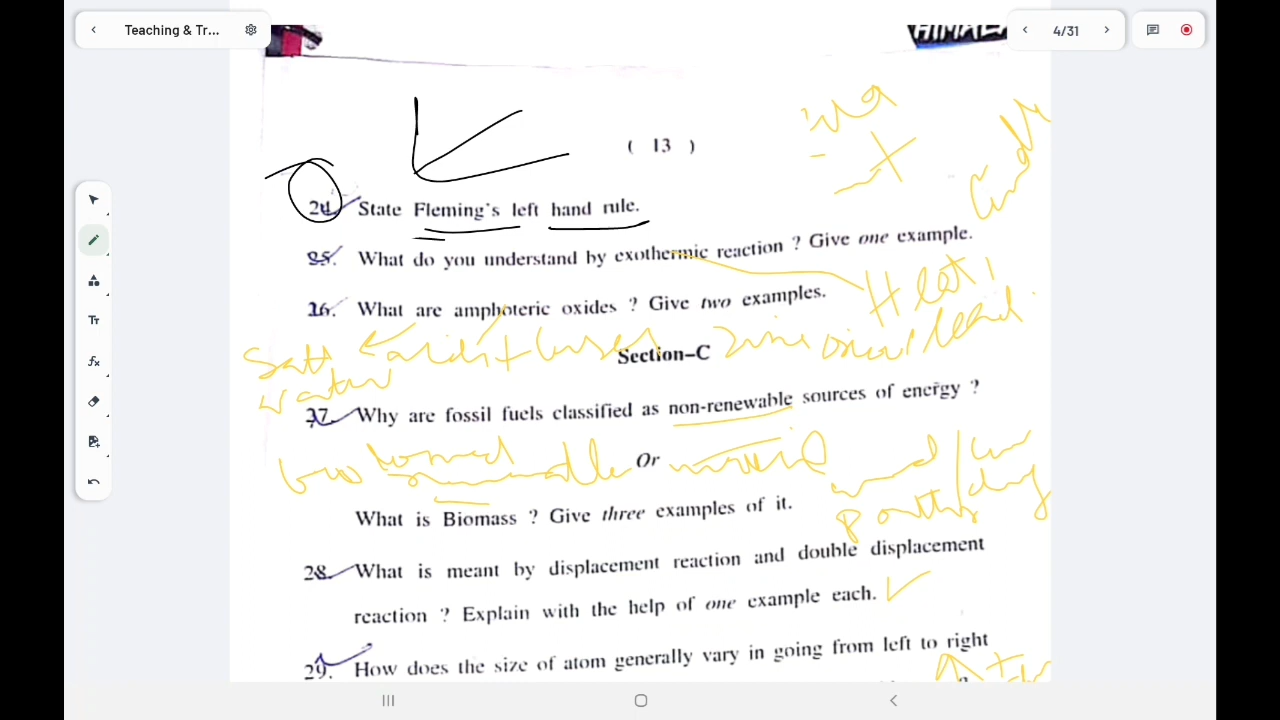 Teaching & Tr...
HIMALA
4/31
( 13 )
24. State Fleming's left hand rule.
25. What do you understand by exothermic reaction ? Give one example.
26. What are amphoteric oxides ? Give two examples.
Heat
Salt acid + bases
Section–C
water
27. Why are fossil fuels classified as non-renewable sources of energy ?
Or
What is Biomass ? Give three examples of it.
28. What is meant by displacement reaction and double displacement
reaction ? Explain with the help of one example each.
29. How does the size of atom generally vary in going from left to right